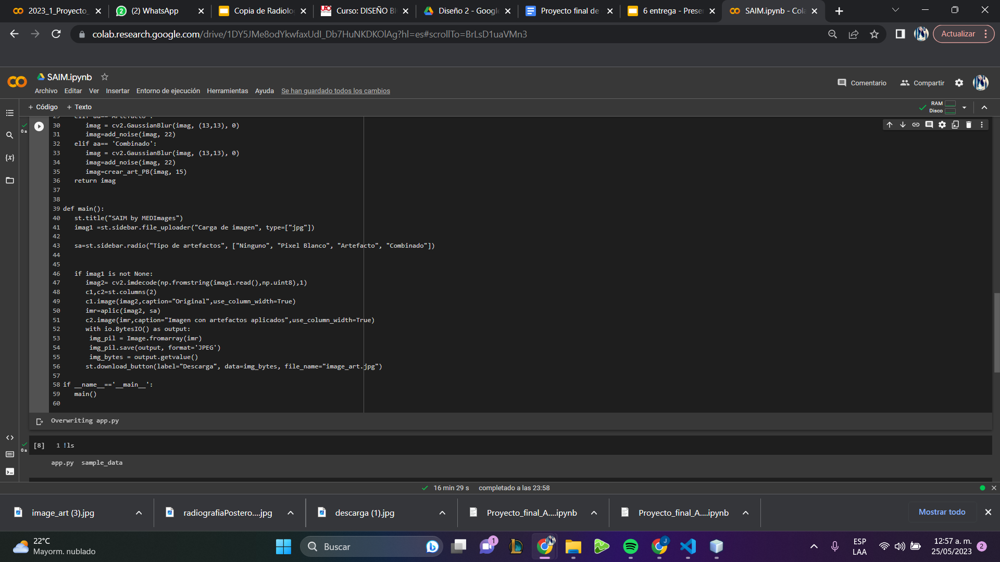 2023_1_Proyecto_
(2) WhatsApp
Copia de Radiolo
Curso: DISEÑO BI
Diseño 2 - Google
Proyecto final de
6 entrega - Prese
SAIM.ipynb - Cola
colab.research.google.com/drive/1DY5JMe8odYkwfaxUdI_Db7HuNKDKOlAg?hl=es#scrollTo=BrLsD1uaVMn3
Actualizar
SAIM.ipynb
Comentario
Compartir
Archivo Editar Ver Insertar Entorno de ejecución Herramientas Ayuda Se han guardado todos los cambios
+ Código + Texto
RAM
Disco
0 s
29 elif aa== 'Artefacto':
30 imag = cv2.GaussianBlur(imag, (13,13), 0)
31 imag=add_noise(imag, 22)
32 elif aa== 'Combinado':
33 imag = cv2.GaussianBlur(imag, (13,13), 0)
34 imag=add_noise(imag, 22)
35 imag=crear_art_PB(imag, 15)
36 return imag
37
38
39 def main():
40 st.title("SAIM by MEDImages")
41 imag1 =st.sidebar.file_uploader("Carga de imagen", type=["jpg"])
42
43 sa=st.sidebar.radio("Tipo de artefactos", ["Ninguno", "Pixel Blanco", "Artefacto", "Combinado"])
44
45
46 if imag1 is not None:
47 imag2= cv2.imdecode(np.fromstring(imag1.read(),np.uint8),1)
48 c1,c2=st.columns(2)
49 c1.image(imag2,caption="Original",use_column_width=True)
50 imr=aplic(imag2, sa)
51 c2.image(imr,caption="Imagen con artefactos aplicados",use_column_width=True)
52 with io.BytesIO() as output:
53 img_pil = Image.fromarray(imr)
54 img_pil.save(output, format='JPEG')
55 img_bytes = output.getvalue()
56 st.download_button(label="Descarga", data=img_bytes, file_name="image_art.jpg")
57
58 if __name__=='__main__':
59 main()
60
Overwriting app.py
0 s
[8] 1 !ls
app.py sample_data
16 min 29 s completado a las 23:58
image_art (3).jpg
radiografiaPostero....jpg
descarga (1).jpg
Proyecto_final_A....ipynb
Proyecto_final_A....ipynb
Mostrar todo
22°C
Mayorm. nublado
Buscar
1
J
ESP
LAA
12:57 a. m.
25/05/2023
2